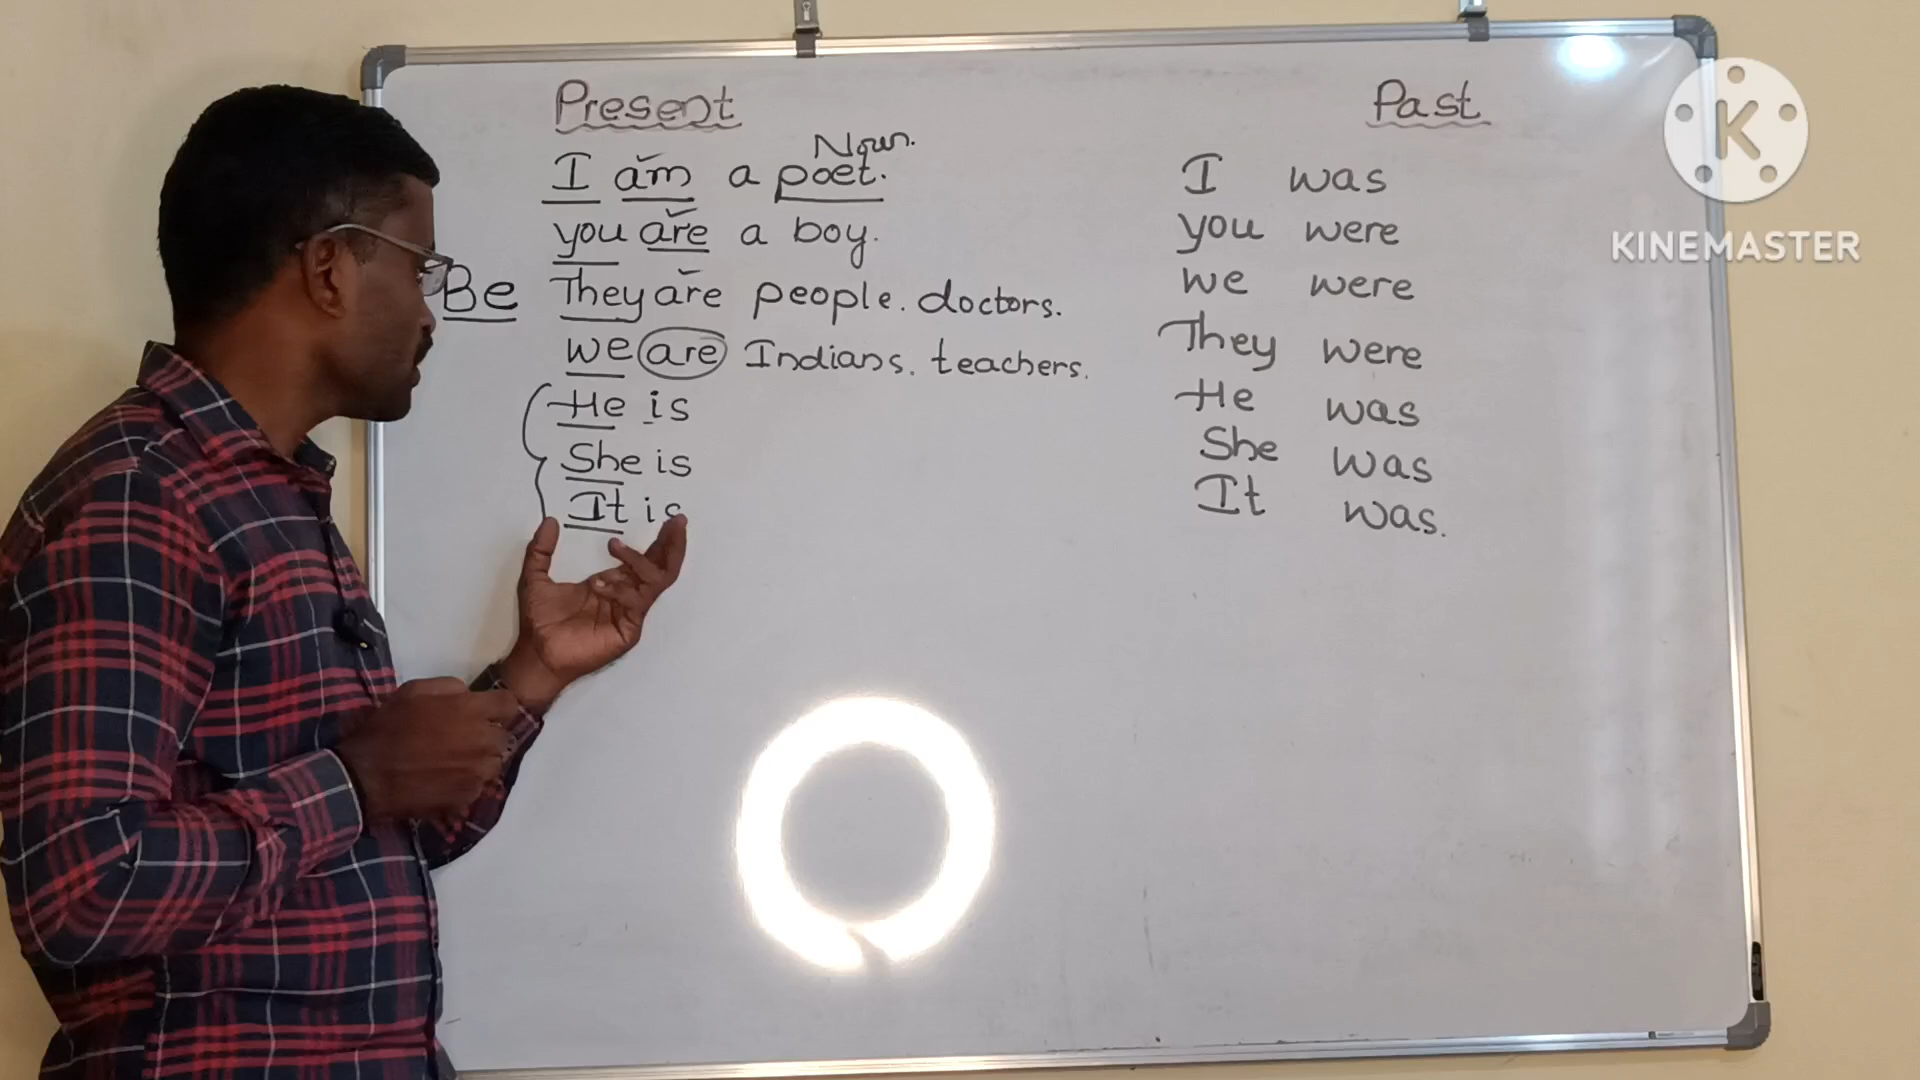 Present
Noun.
I am a poet.
you are a boy.
Be They are people. doctors.
we are Indians. teachers.
He is
She is
It is
Past
I was
you were
we were
They were
He was
She was
It was.
K
KINEMASTER